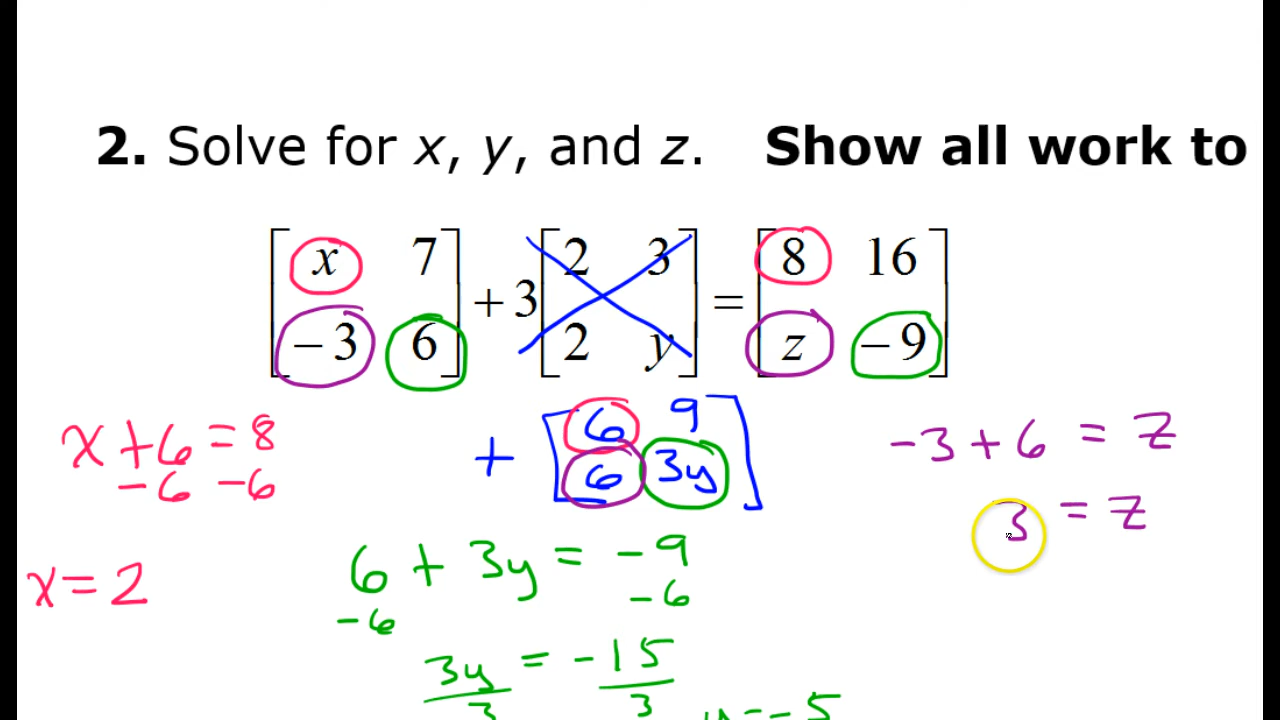 2. Solve for x, y, and z. Show all work to
[x 7] + 3 [2 3] = [8 16]
[-3 6] [2 y] [z -9]
+ [6 9]
[6 3y]
x + 6 = 8
-6 -6
x = 2
6 + 3y = -9
-6 -6
3y = -15
3 3
y = -5
-3 + 6 = z
3 = z